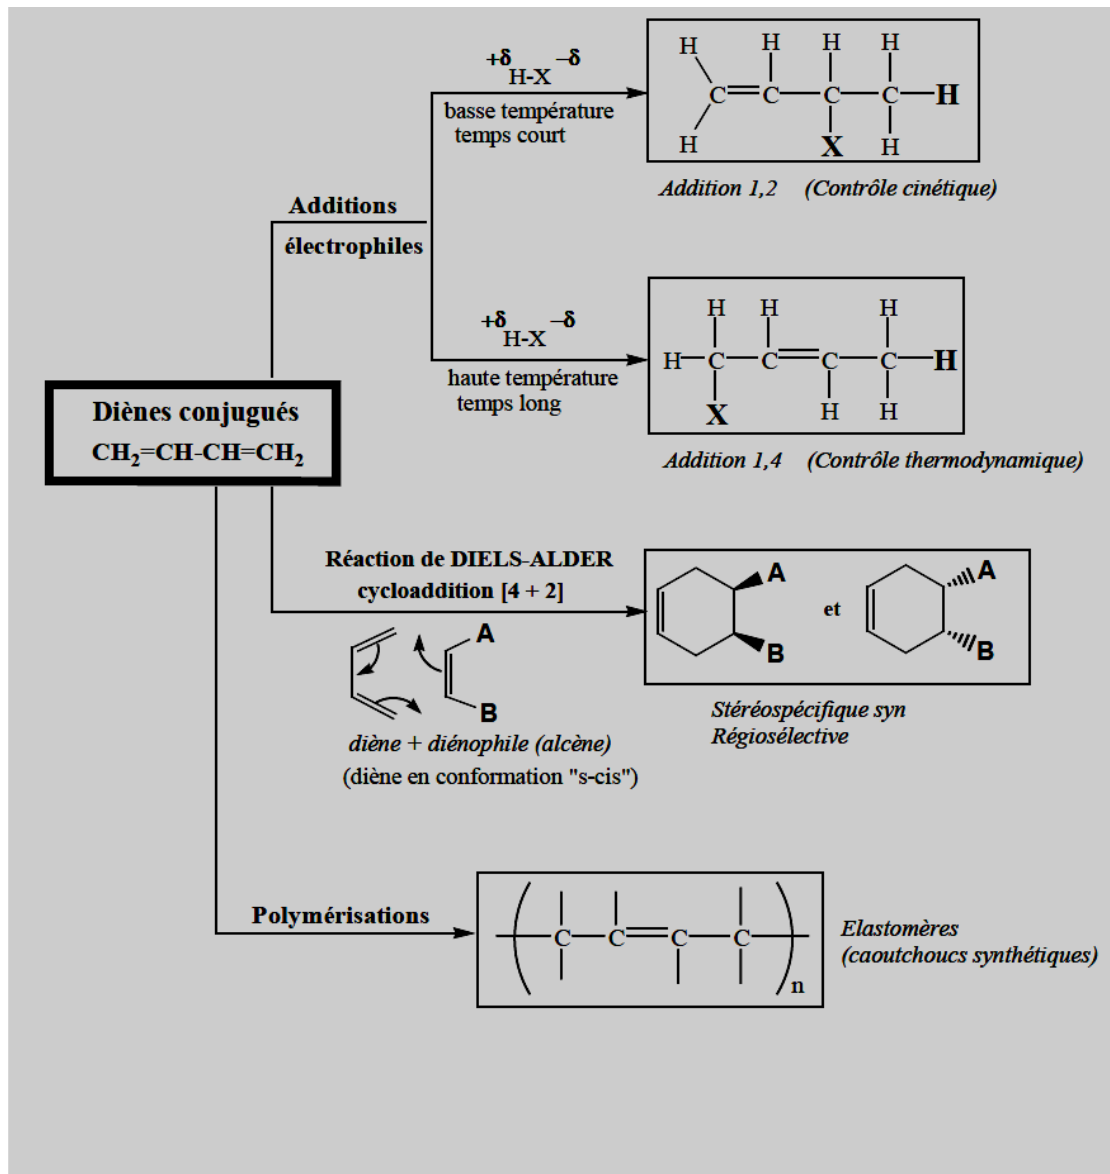 +δ H-X −δ
basse température
temps court
H H H H
C=C-C-C-H
H X H
Addition 1,2 (Contrôle cinétique)
Additions
électrophiles
+δ H-X −δ
haute température
temps long
H H H
H-C-C=C-C-H
X H H
Addition 1,4 (Contrôle thermodynamique)
Diènes conjugués
CH2=CH-CH=CH2
Réaction de DIELS-ALDER
cycloaddition [4 + 2]
A
B
A
B
et
A
B
diène + diénophile (alcène)
(diène en conformation "s-cis")
Stéréospécifique syn
Régiosélective
Polymérisations
C C=C C
n
Elastomères
(caoutchoucs synthétiques)